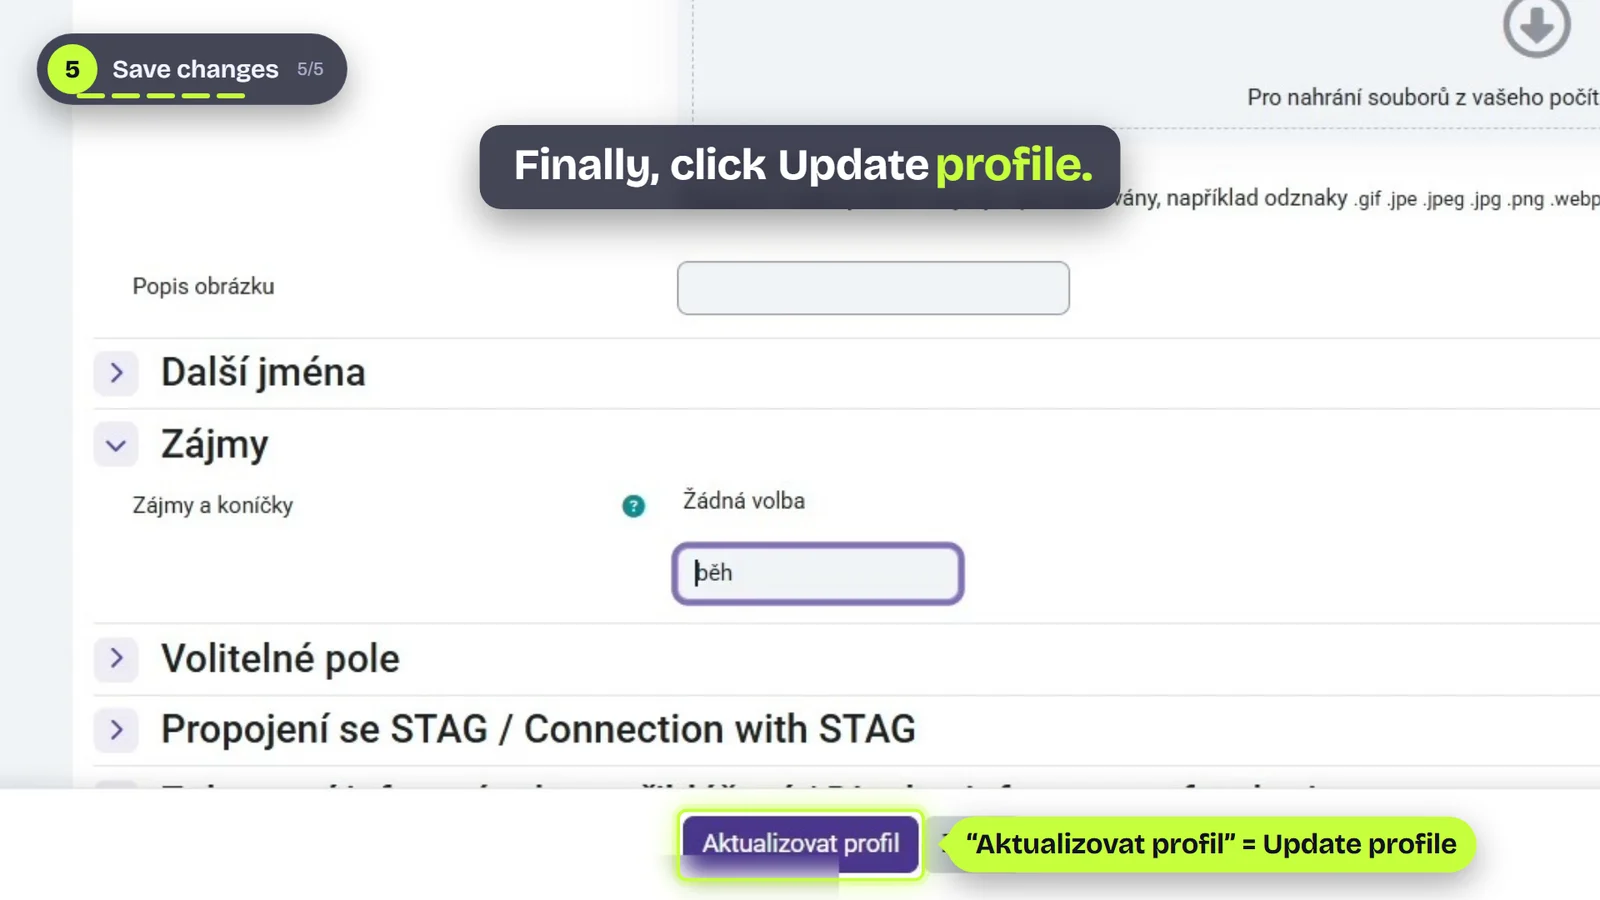 5 Save changes 5/5
Pro nahrání souborů z vašeho počít
Finally, click Update profile.
vány, například odznaky .gif .jpe .jpeg .jpg .png .webp
Popis obrázku
Další jména
Zájmy
Zájmy a koníčky ? Žádná volba
běh
Volitelné pole
Propojení se STAG / Connection with STAG
Aktualizovat profil “Aktualizovat profil” = Update profile